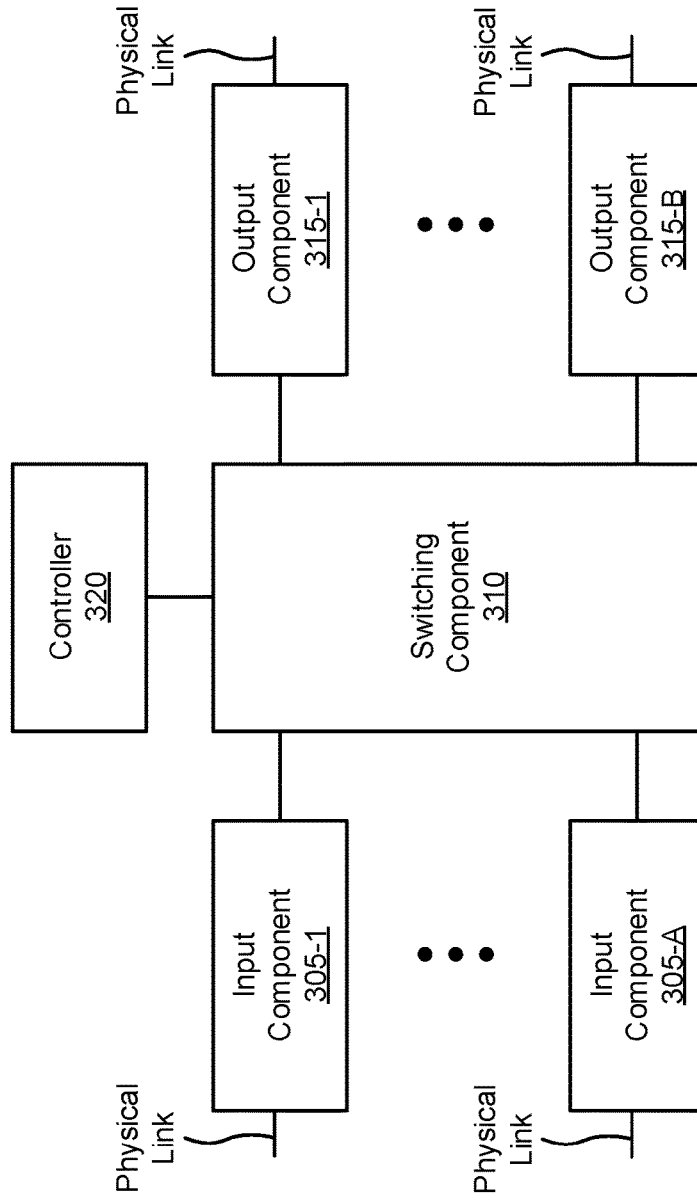 Controller
320
Physical
Link
Input
Component
305-1
Switching
Component
310
Output
Component
315-1
Physical
Link
Physical
Link
Input
Component
305-A
Output
Component
315-B
Physical
Link